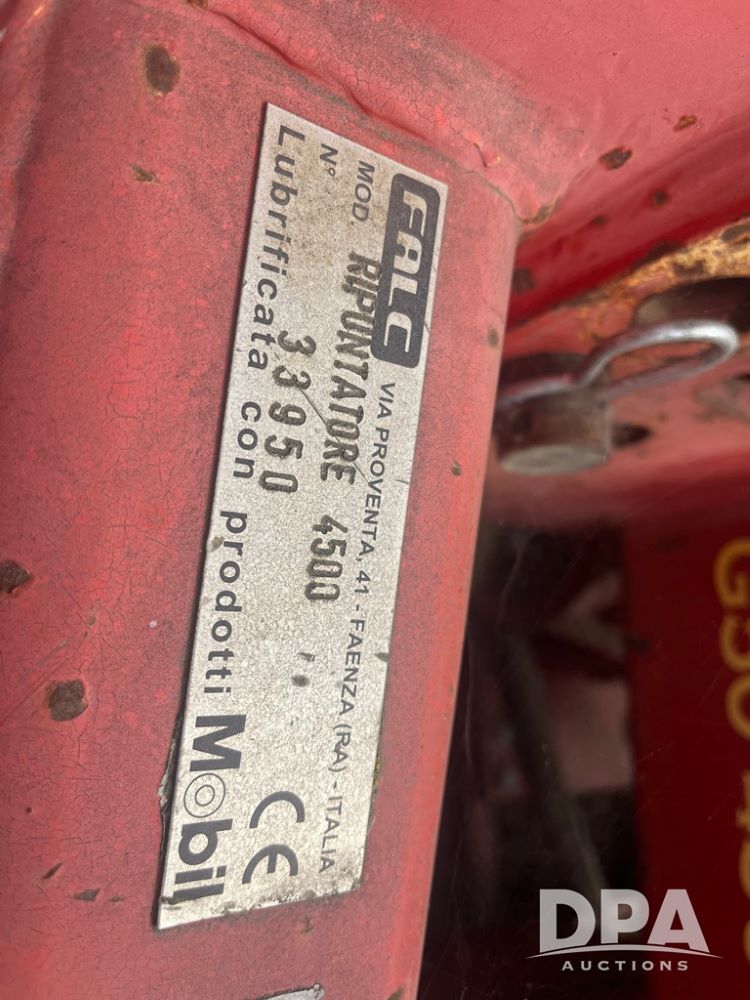 FALC VIA PROVENTA, 41 - FAENZA (RA) - ITALIA
MOD. RIPUNTATORE 4500
N° 33950
CE
Lubrificata con prodotti Mobil
DPA
AUCTIONS